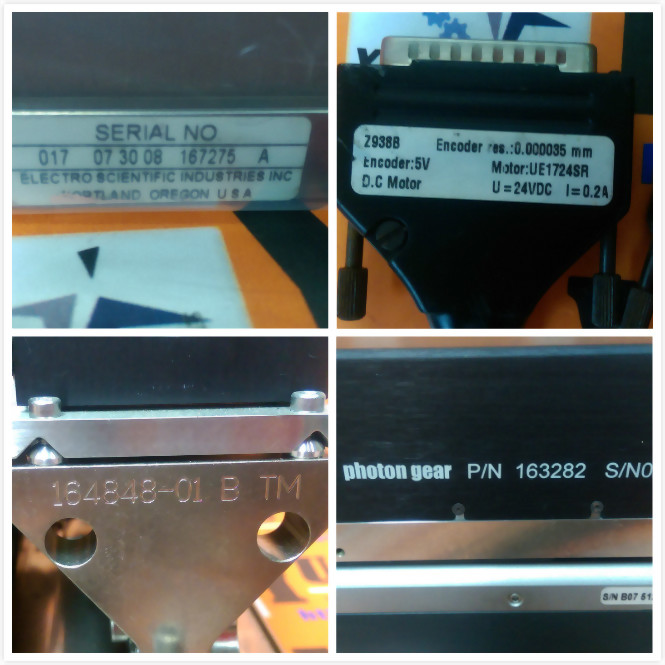 SERIAL NO
017 07 30 08 167275 A
ELECTRO SCIENTIFIC INDUSTRIES INC
PORTLAND OREGON U S A
Z938B Encoder res.:0.000035 mm
Encoder:5V Motor:UE1724SR
D.C Motor U = 24VDC I = 0.2A
164848-01 B TM
photon gear P/N 163282 S/N0
S/N B07